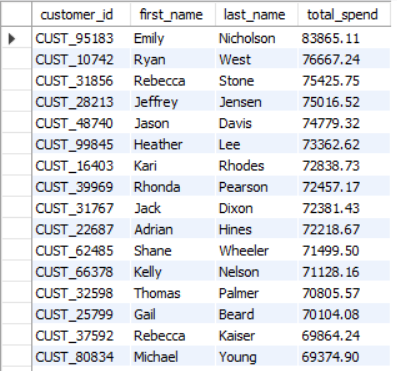 customer_id first_name last_name total_spend
CUST_95183 Emily Nicholson 83865.11
CUST_10742 Ryan West 76667.24
CUST_31856 Rebecca Stone 75425.75
CUST_28213 Jeffrey Jensen 75016.52
CUST_48740 Jason Davis 74779.32
CUST_99845 Heather Lee 73362.62
CUST_16403 Kari Rhodes 72838.73
CUST_39969 Rhonda Pearson 72457.17
CUST_31767 Jack Dixon 72381.43
CUST_22687 Adrian Hines 72218.67
CUST_62485 Shane Wheeler 71499.50
CUST_66378 Kelly Nelson 71128.16
CUST_32598 Thomas Palmer 70805.57
CUST_25799 Gail Beard 70104.08
CUST_37592 Rebecca Kaiser 69864.24
CUST_80834 Michael Young 69374.90